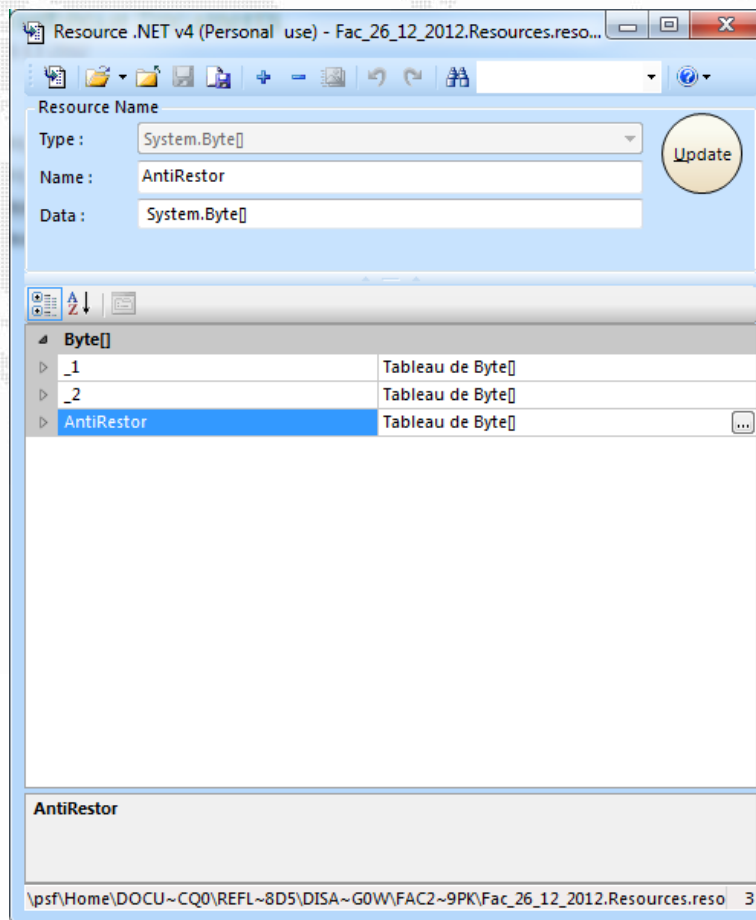 Resource .NET v4 (Personal use) - Fac_26_12_2012.Resources.reso...
Resource Name
Type : System.Byte[]
Update
Name : AntiRestor
Data : System.Byte[]
Byte[]
_1 Tableau de Byte[]
_2 Tableau de Byte[]
AntiRestor Tableau de Byte[] ...
AntiRestor
\psf\Home\DOCU~CQ0\REFL~8D5\DISA~G0W\FAC2~9PK\Fac_26_12_2012.Resources.reso 3